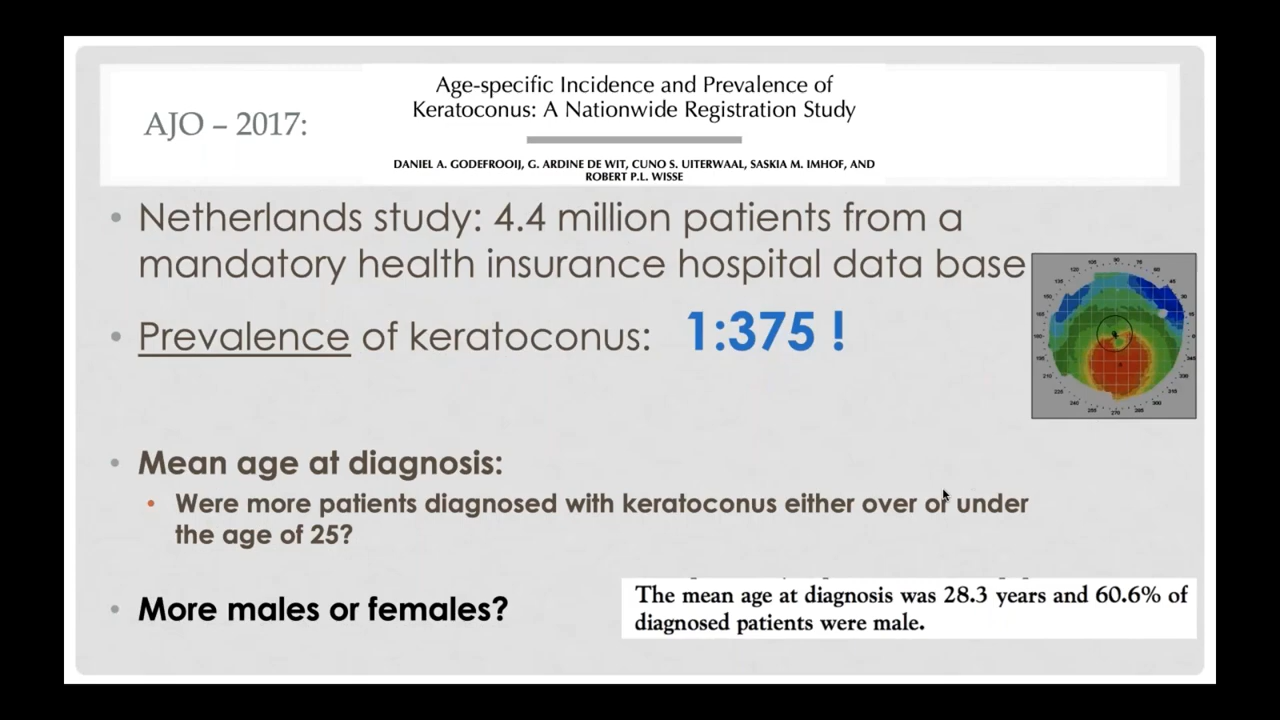 Age-specific Incidence and Prevalence of
Keratoconus: A Nationwide Registration Study
AJO – 2017:
DANIEL A. GODEFROOIJ, G. ARDINE DE WIT, CUNO S. UITERWAAL, SASKIA M. IMHOF, AND
ROBERT P.L. WISSE
• Netherlands study: 4.4 million patients from a
mandatory health insurance hospital data base
• Prevalence of keratoconus: 1:375 !
• Mean age at diagnosis:
• Were more patients diagnosed with keratoconus either over or under
the age of 25?
• More males or females?
The mean age at diagnosis was 28.3 years and 60.6% of
diagnosed patients were male.